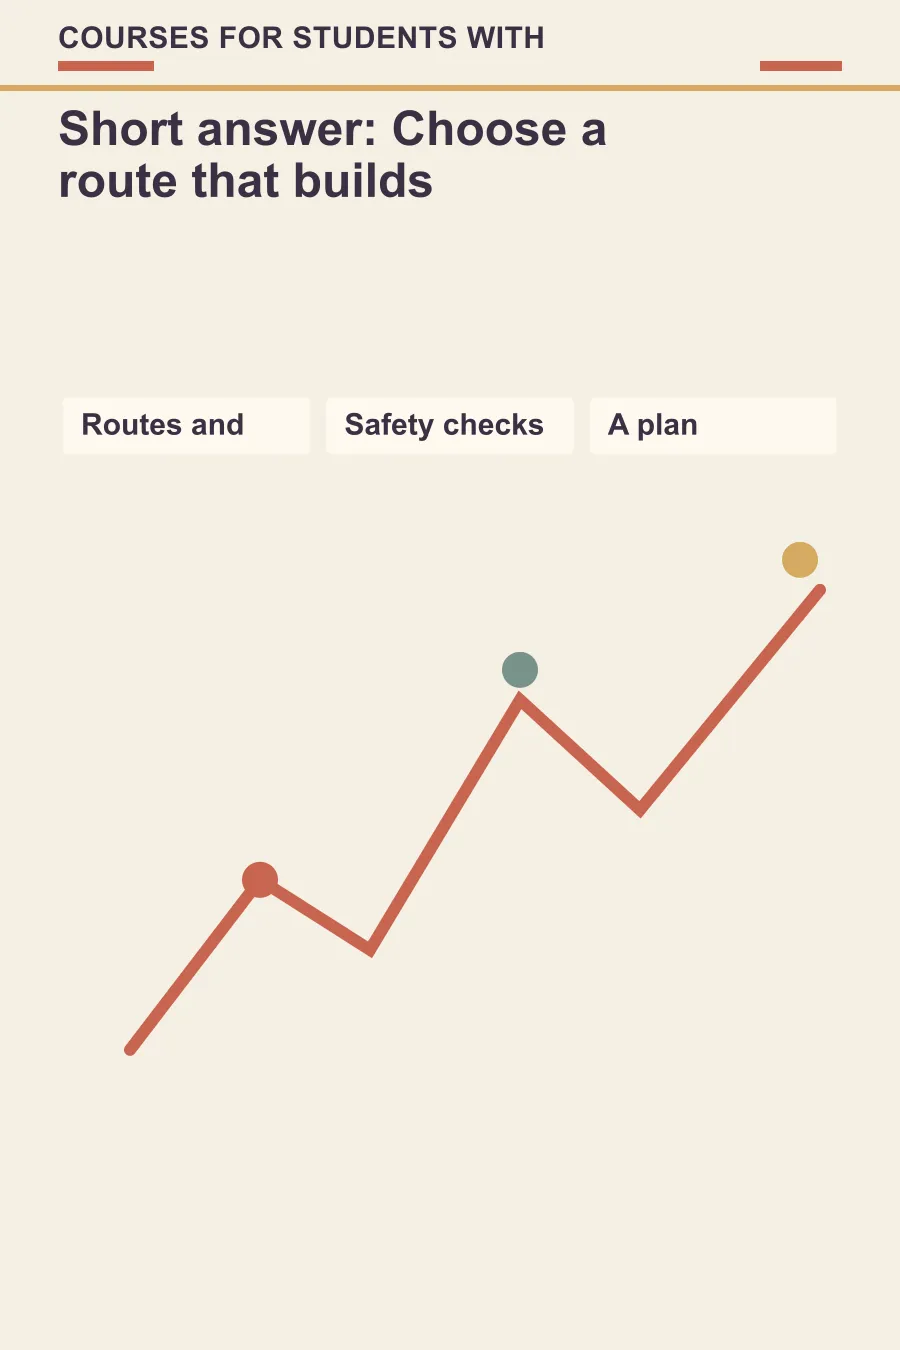 COURSES FOR STUDENTS WITH
Short answer: Choose a
route that builds
Routes and
Safety checks
A plan